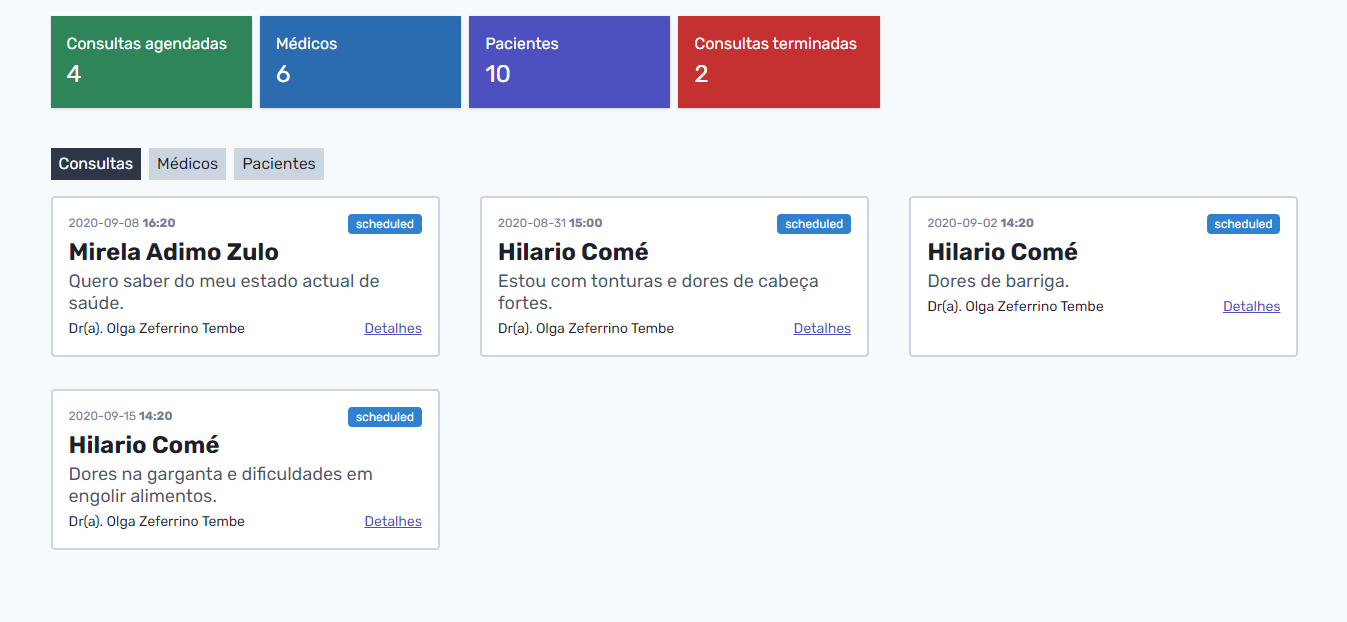 Consultas agendadas
4
Médicos
6
Pacientes
10
Consultas terminadas
2
Consultas
Médicos
Pacientes
2020-09-08 16:20
scheduled
Mirela Adimo Zulo
Quero saber do meu estado actual de
saúde.
Dr(a). Olga Zeferrino Tembe
Detalhes
2020-08-31 15:00
scheduled
Hilario Comé
Estou com tonturas e dores de cabeça
fortes.
Dr(a). Olga Zeferrino Tembe
Detalhes
2020-09-02 14:20
scheduled
Hilario Comé
Dores de barriga.
Dr(a). Olga Zeferrino Tembe
Detalhes
2020-09-15 14:20
scheduled
Hilario Comé
Dores na garganta e dificuldades em
engolir alimentos.
Dr(a). Olga Zeferrino Tembe
Detalhes